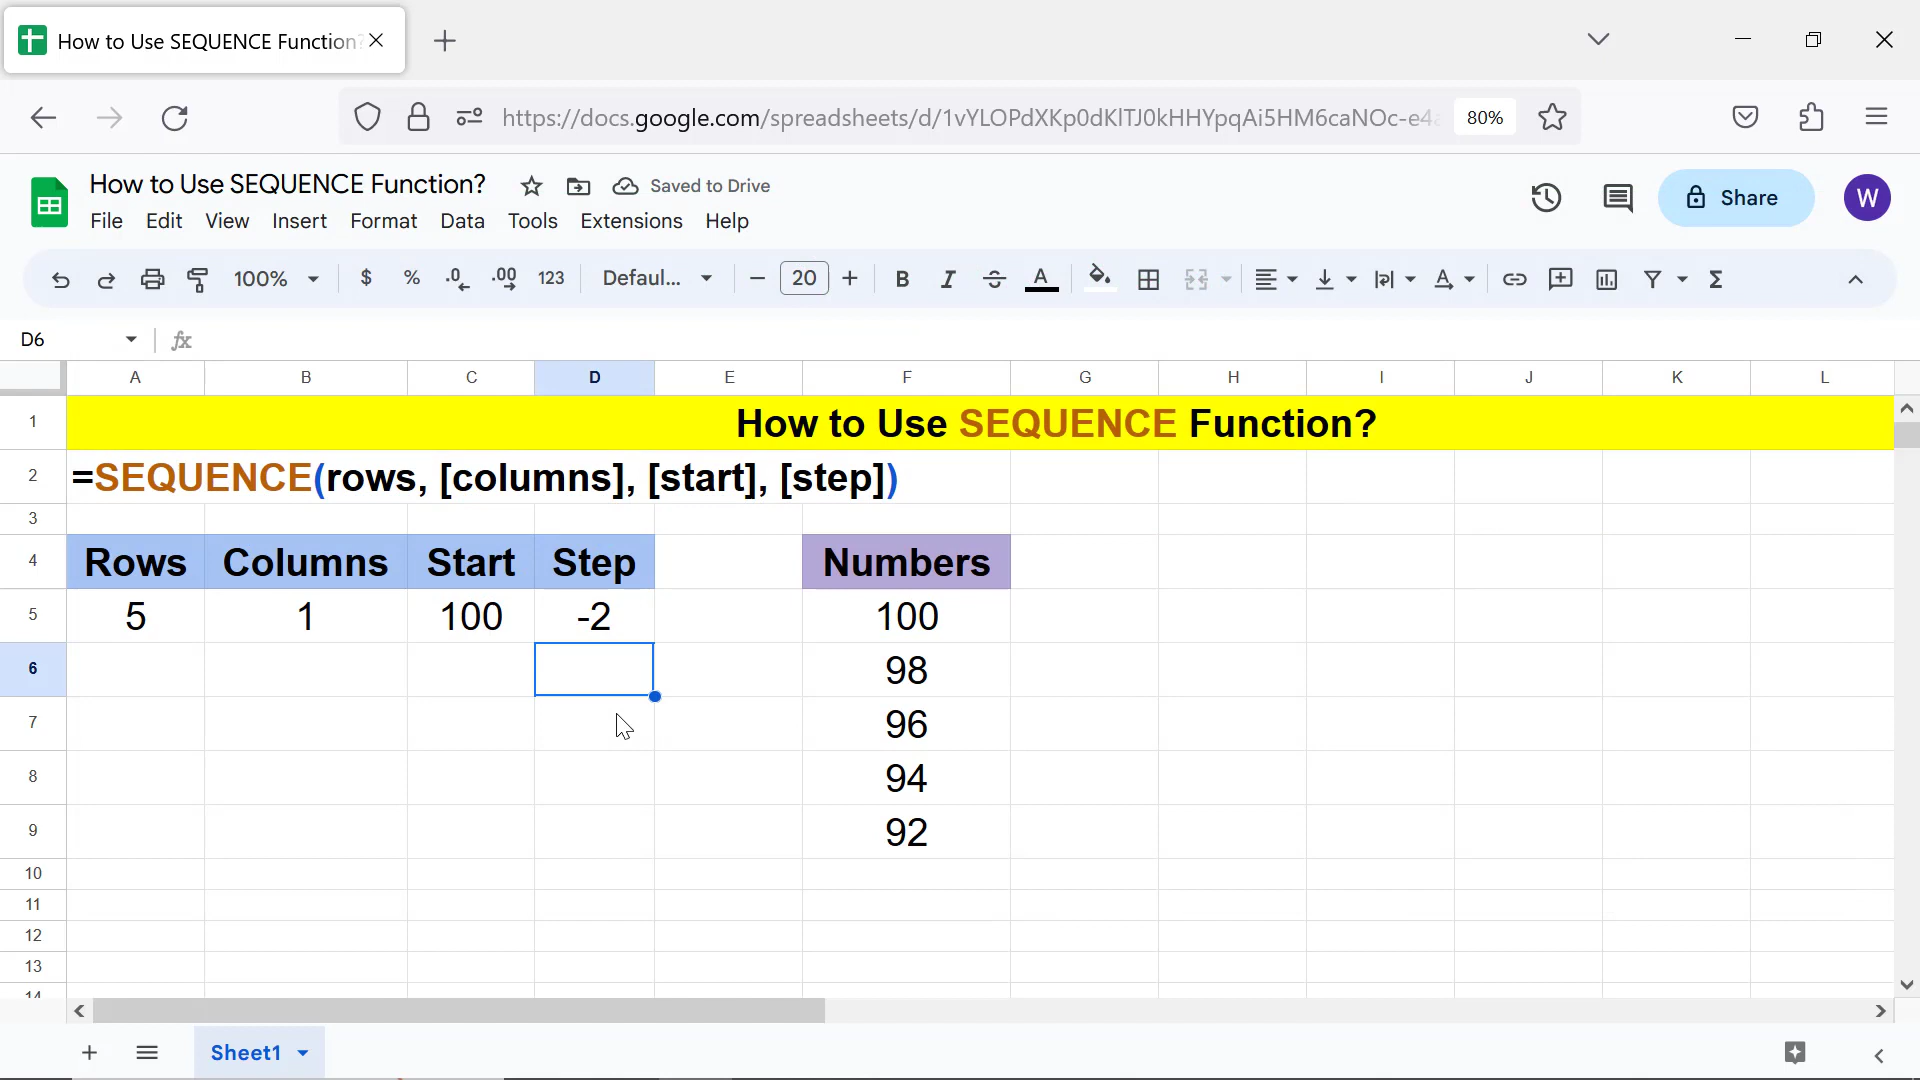 How to Use SEQUENCE Function?
https://docs.google.com/spreadsheets/d/1vYLOPdXKp0dKlTJ0kHHYpqAi5HM6caNOc-e4
80%
How to Use SEQUENCE Function?
Saved to Drive
File Edit View Insert Format Data Tools Extensions Help
Share
W
100% $ % .0 .00 123 Defaul... 20 B I S A A Σ
D6 fx
A B C D E F G H I J K L
1 How to Use SEQUENCE Function?
2 =SEQUENCE(rows, [columns], [start], [step])
3
4 Rows Columns Start Step Numbers
5 5 1 100 -2 100
6 98
7 96
8 94
9 92
10
11
12
13
14
Sheet1